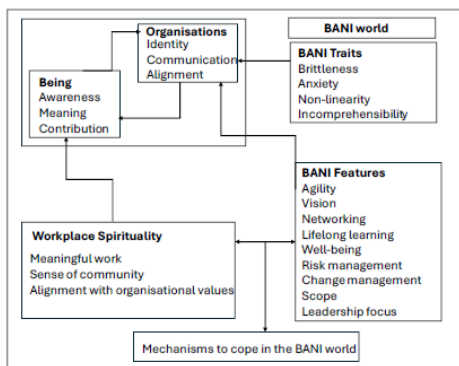 Organisations
Identity
Communication
Alignment
BANI world
BANI Traits
Brittleness
Anxiety
Non-linearity
Incomprehensibility
Being
Awareness
Meaning
Contribution
BANI Features
Agility
Vision
Networking
Lifelong learning
Well-being
Risk management
Change management
Scope
Leadership focus
Workplace Spirituality
Meaningful work
Sense of community
Alignment with organisational values
Mechanisms to cope in the BANI world